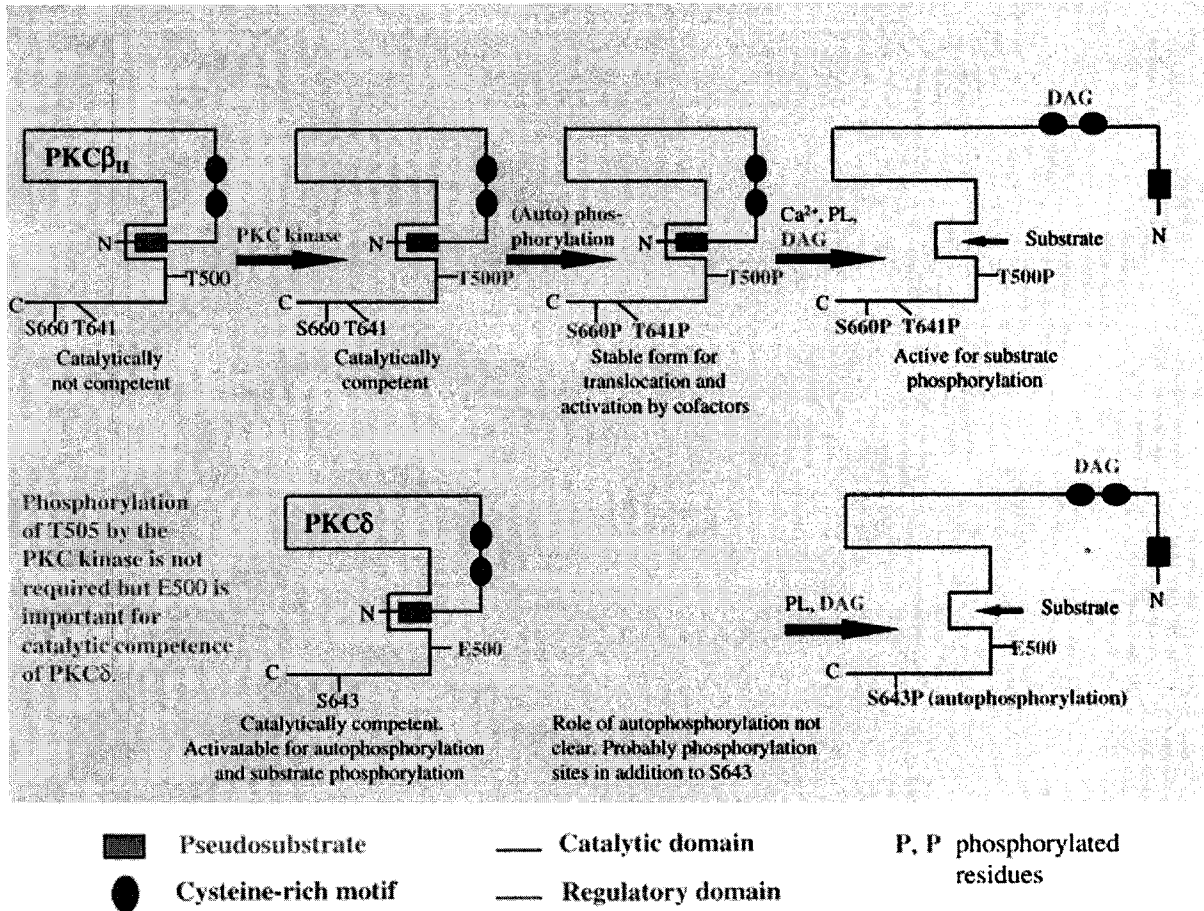 DAG
PKCβII
N
PKC kinase
T500
C
S660 T641
Catalytically
not competent
N
(Auto) phos-
phorylation
T500P
C
S660 T641
Catalytically
competent
N
Ca²⁺, PL,
DAG
T500P
C
S660P T641P
Stable form for
translocation and
activation by cofactors
Substrate
N
T500P
C
S660P T641P
Active for substrate
phosphorylation
Phosphorylation
of T505 by the
PKC kinase is not
required but E500 is
important for
catalytic competence
of PKCδ.
PKCδ
N
E500
C
S643
Catalytically competent.
Activatable for autophosphorylation
and substrate phosphorylation
PL, DAG
Role of autophosphorylation not
clear. Probably phosphorylation
sites in addition to S643
DAG
Substrate
N
E500
C
S643P (autophosphorylation)
Pseudosubstrate
Catalytic domain
P, P phosphorylated
residues
Cysteine-rich motif
Regulatory domain